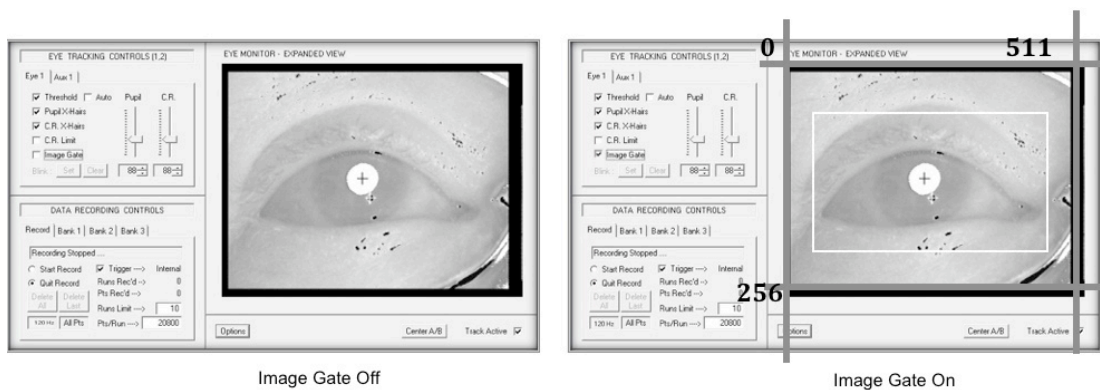 EYE TRACKING CONTROLS (1,2)
Eye 1 Aux 1
Threshold Auto Pupil C.R.
Pupil X-Hairs
C.R. X-Hairs
C.R. Limit
Image Gate
Blink : Set Clear 88 88
DATA RECORDING CONTROLS
Record Bank 1 Bank 2 Bank 3
Recording Stopped ....
Start Record Trigger ---> Internal
Quit Record Runs Rec'd -> 0
Pts Rec'd -> 0
Delete All Delete Last
Runs Limit ---> 10
120 Hz All Pts Pts/Run ---> 20800
EYE MONITOR - EXPANDED VIEW
Options Center A/B Track Active
Image Gate Off
0 511
256
EYE TRACKING CONTROLS (1,2)
Eye 1 Aux 1
Threshold Auto Pupil C.R.
Pupil X-Hairs
C.R. X-Hairs
C.R. Limit
Image Gate
Blink : Set Clear 88 88
DATA RECORDING CONTROLS
Record Bank 1 Bank 2 Bank 3
Recording Stopped ....
Start Record Trigger ---> Internal
Quit Record Runs Rec'd -> 0
Pts Rec'd -> 0
Delete All Delete Last
Runs Limit ---> 10
120 Hz All Pts Pts/Run ---> 20800
EYE MONITOR - EXPANDED VIEW
Center A/B Track Active
Image Gate On